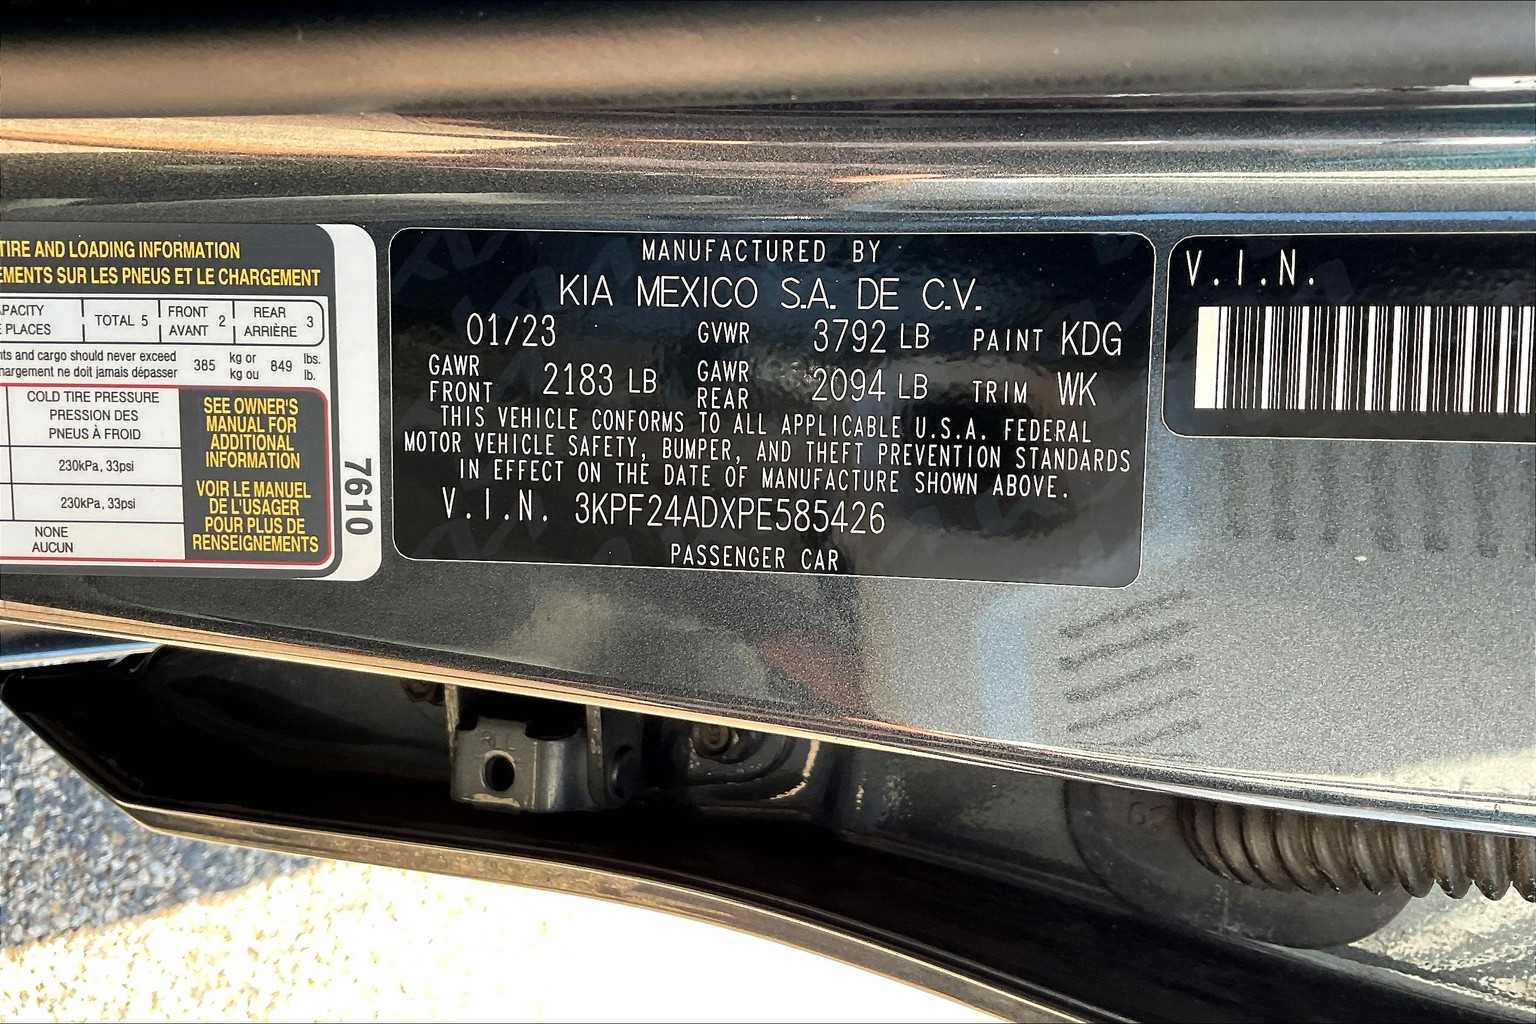 TIRE AND LOADING INFORMATION
EMENTS SUR LES PNEUS ET LE CHARGEMENT
TOTAL 5 FRONT AVANT 2 REAR ARRIÈRE 3
PLACES
and cargo should never exceed 385 kg or 849 lbs.
ne doit jamais dépasser kg ou lb.
COLD TIRE PRESSURE
PRESSION DES
PNEUS À FROID
230kPa, 33psi
230kPa, 33psi
NONE
AUCUN
SEE OWNER'S
MANUAL FOR
ADDITIONAL
INFORMATION
VOIR LE MANUEL
DE L'USAGER
POUR PLUS DE
RENSEIGNEMENTS
7610
MANUFACTURED BY
KIA MEXICO S.A. DE C.V.
01/23 GVWR 3792 LB PAINT KDG
GAWR FRONT 2183 LB GAWR REAR 2094 LB TRIM WK
THIS VEHICLE CONFORMS TO ALL APPLICABLE U.S.A. FEDERAL
MOTOR VEHICLE SAFETY, BUMPER, AND THEFT PREVENTION STANDARDS
IN EFFECT ON THE DATE OF MANUFACTURE SHOWN ABOVE.
V.I.N. 3KPF24ADXPE585426
PASSENGER CAR
V.I.N.